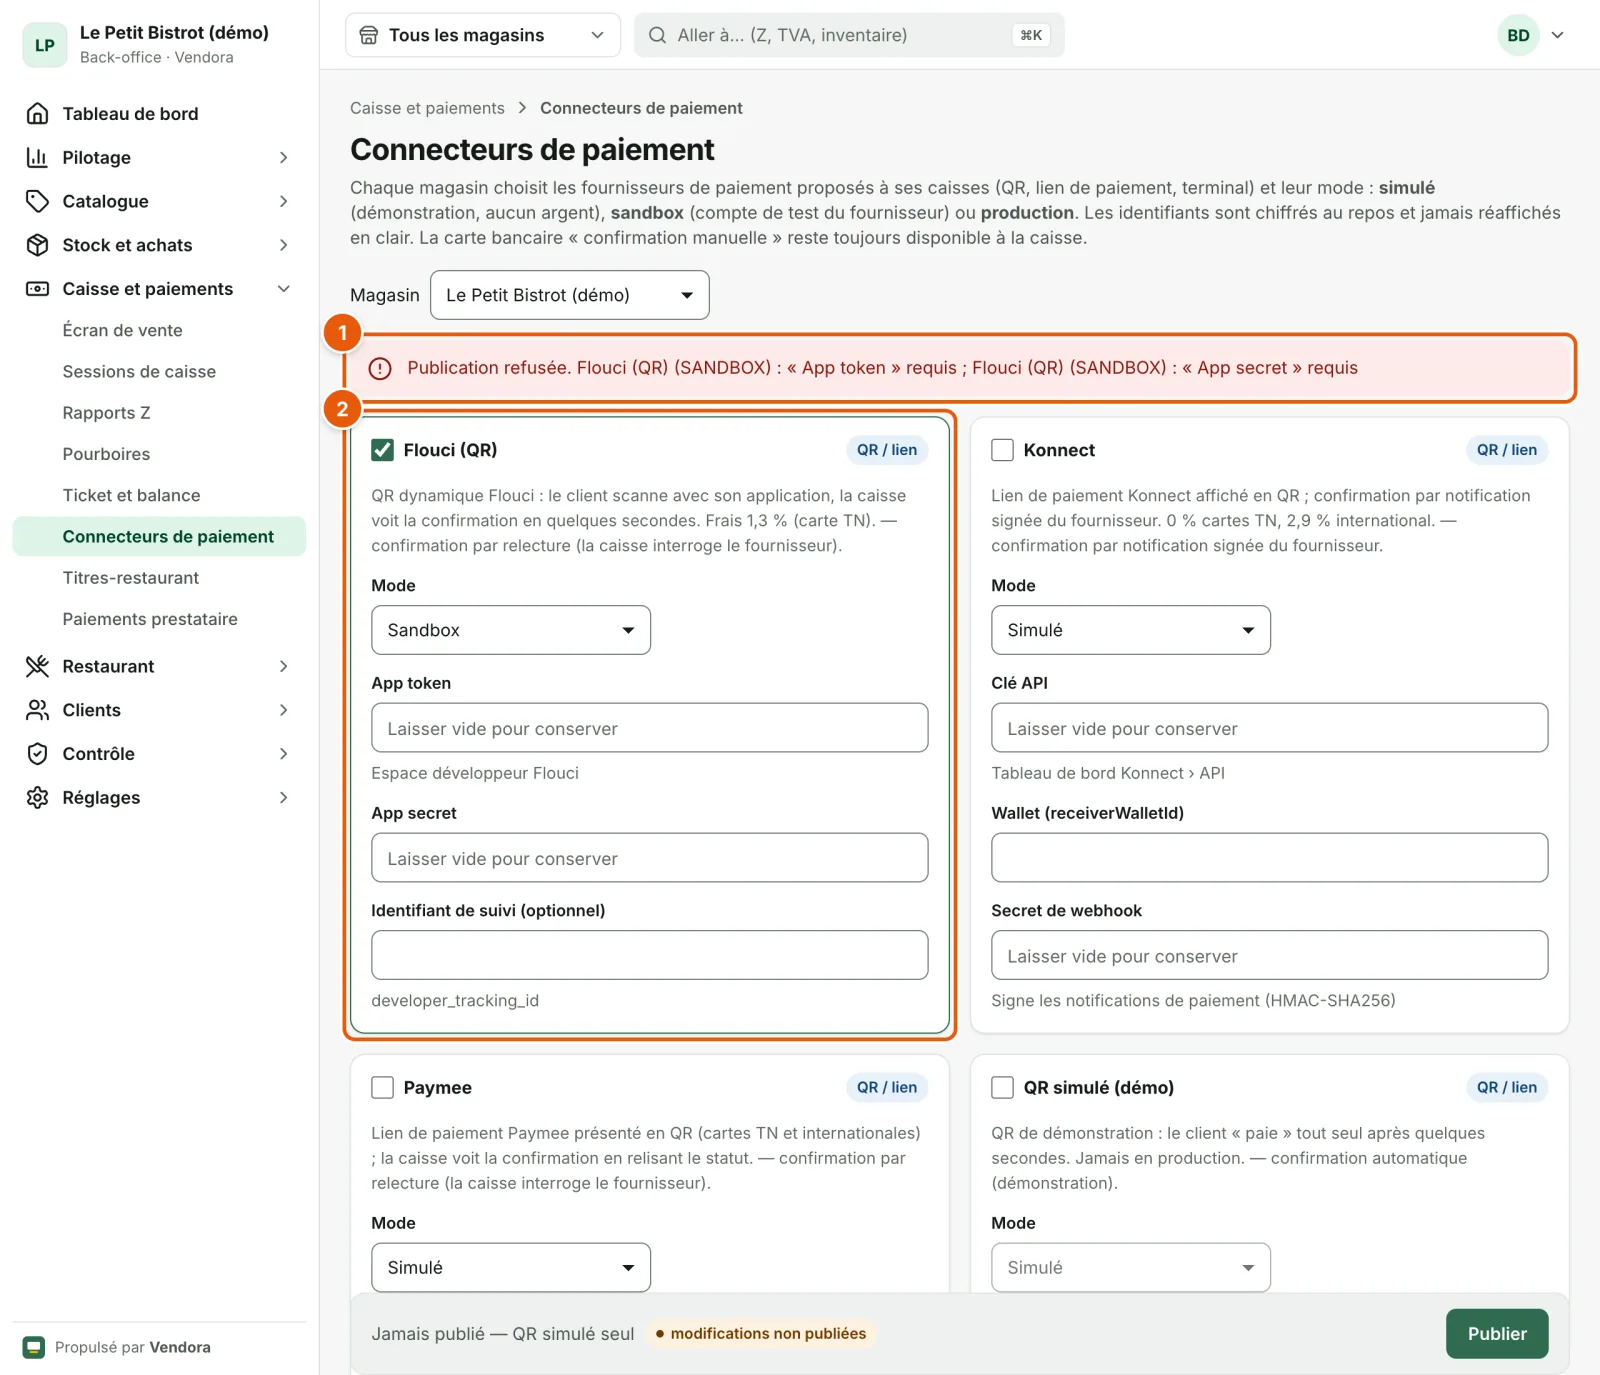 LP
Le Petit Bistrot (démo)
Back-office · Vendora
Tableau de bord
Pilotage
Catalogue
Stock et achats
Caisse et paiements
Écran de vente
Sessions de caisse
Rapports Z
Pourboires
Ticket et balance
Connecteurs de paiement
Titres-restaurant
Paiements prestataire
Restaurant
Clients
Contrôle
Réglages
Propulsé par Vendora
Tous les magasins
Aller à... (Z, TVA, inventaire)
⌘K
BD
Caisse et paiements > Connecteurs de paiement
Connecteurs de paiement
Chaque magasin choisit les fournisseurs de paiement proposés à ses caisses (QR, lien de paiement, terminal) et leur mode : simulé
(démonstration, aucun argent), sandbox (compte de test du fournisseur) ou production. Les identifiants sont chiffrés au repos et jamais réaffichés
en clair. La carte bancaire « confirmation manuelle » reste toujours disponible à la caisse.
Magasin
Le Petit Bistrot (démo)
1
Publication refusée. Flouci (QR) (SANDBOX) : « App token » requis ; Flouci (QR) (SANDBOX) : « App secret » requis
2
Flouci (QR)
QR / lien
QR dynamique Flouci : le client scanne avec son application, la caisse
voit la confirmation en quelques secondes. Frais 1,3 % (carte TN). —
confirmation par relecture (la caisse interroge le fournisseur).
Mode
Sandbox
App token
Laisser vide pour conserver
Espace développeur Flouci
App secret
Laisser vide pour conserver
Identifiant de suivi (optionnel)
developer_tracking_id
Konnect
QR / lien
Lien de paiement Konnect affiché en QR ; confirmation par notification
signée du fournisseur. 0 % cartes TN, 2,9 % international. —
confirmation par notification signée du fournisseur.
Mode
Simulé
Clé API
Laisser vide pour conserver
Tableau de bord Konnect › API
Wallet (receiverWalletId)
Secret de webhook
Laisser vide pour conserver
Signe les notifications de paiement (HMAC-SHA256)
Paymee
QR / lien
Lien de paiement Paymee présenté en QR (cartes TN et internationales)
; la caisse voit la confirmation en relisant le statut. — confirmation par
relecture (la caisse interroge le fournisseur).
Mode
Simulé
QR simulé (démo)
QR / lien
QR de démonstration : le client « paie » tout seul après quelques
secondes. Jamais en production. — confirmation automatique
(démonstration).
Mode
Simulé
Jamais publié — QR simulé seul
modifications non publiées
Publier